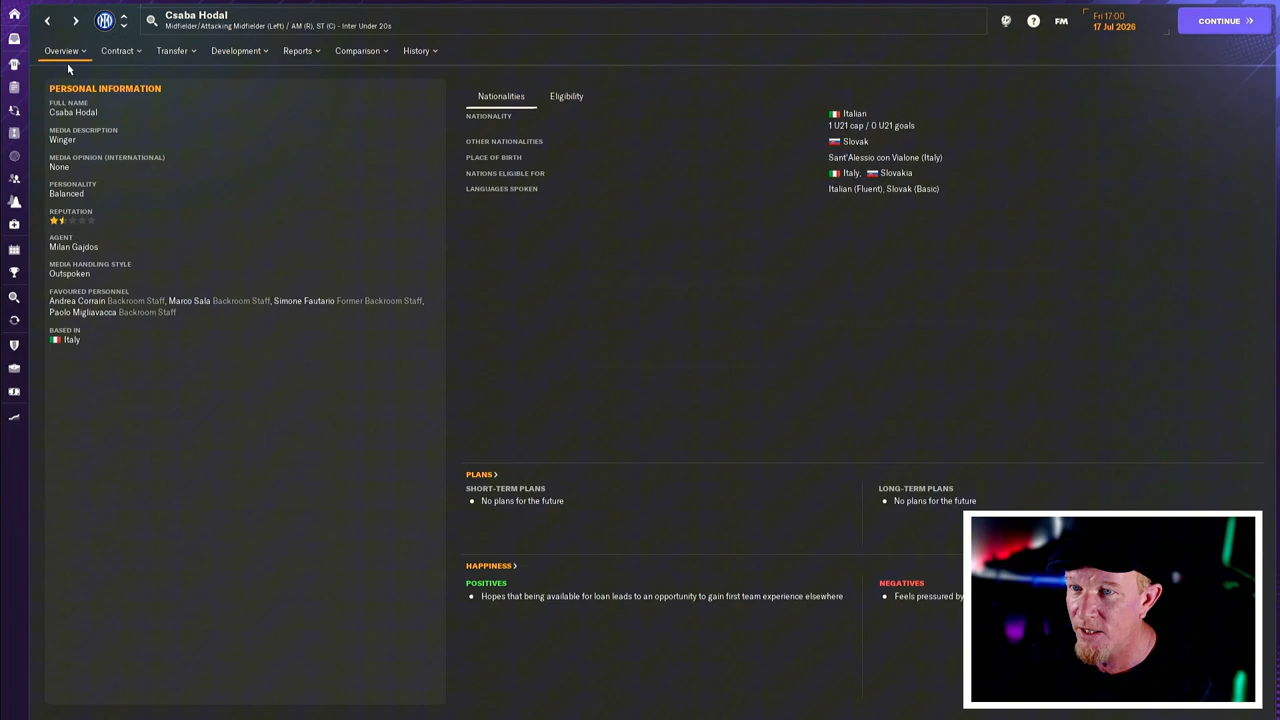 Csaba Hodal
Midfielder/Attacking Midfielder (Left) / AM (R), ST (C) - Inter Under 20s
FM
Fri 17:00
17 Jul 2026
CONTINUE
Overview
Contract
Transfer
Development
Reports
Comparison
History
PERSONAL INFORMATION
FULL NAME
Csaba Hodal
MEDIA DESCRIPTION
Winger
MEDIA OPINION (INTERNATIONAL)
None
PERSONALITY
Balanced
REPUTATION
AGENT
Milan Gajdos
MEDIA HANDLING STYLE
Outspoken
FAVOURED PERSONNEL
Andrea Corrain Backroom Staff, Marco Sala Backroom Staff, Simone Fautario Former Backroom Staff,
Paolo Migliavacca Backroom Staff
BASED IN
Italy
Nationalities
Eligibility
NATIONALITY
Italian
1 U21 cap / 0 U21 goals
OTHER NATIONALITIES
Slovak
PLACE OF BIRTH
Sant'Alessio con Vialone (Italy)
NATIONS ELIGIBLE FOR
Italy, Slovakia
LANGUAGES SPOKEN
Italian (Fluent), Slovak (Basic)
PLANS >
SHORT-TERM PLANS
• No plans for the future
LONG-TERM PLANS
• No plans for the future
HAPPINESS >
POSITIVES
• Hopes that being available for loan leads to an opportunity to gain first team experience elsewhere
NEGATIVES
• Feels pressured by